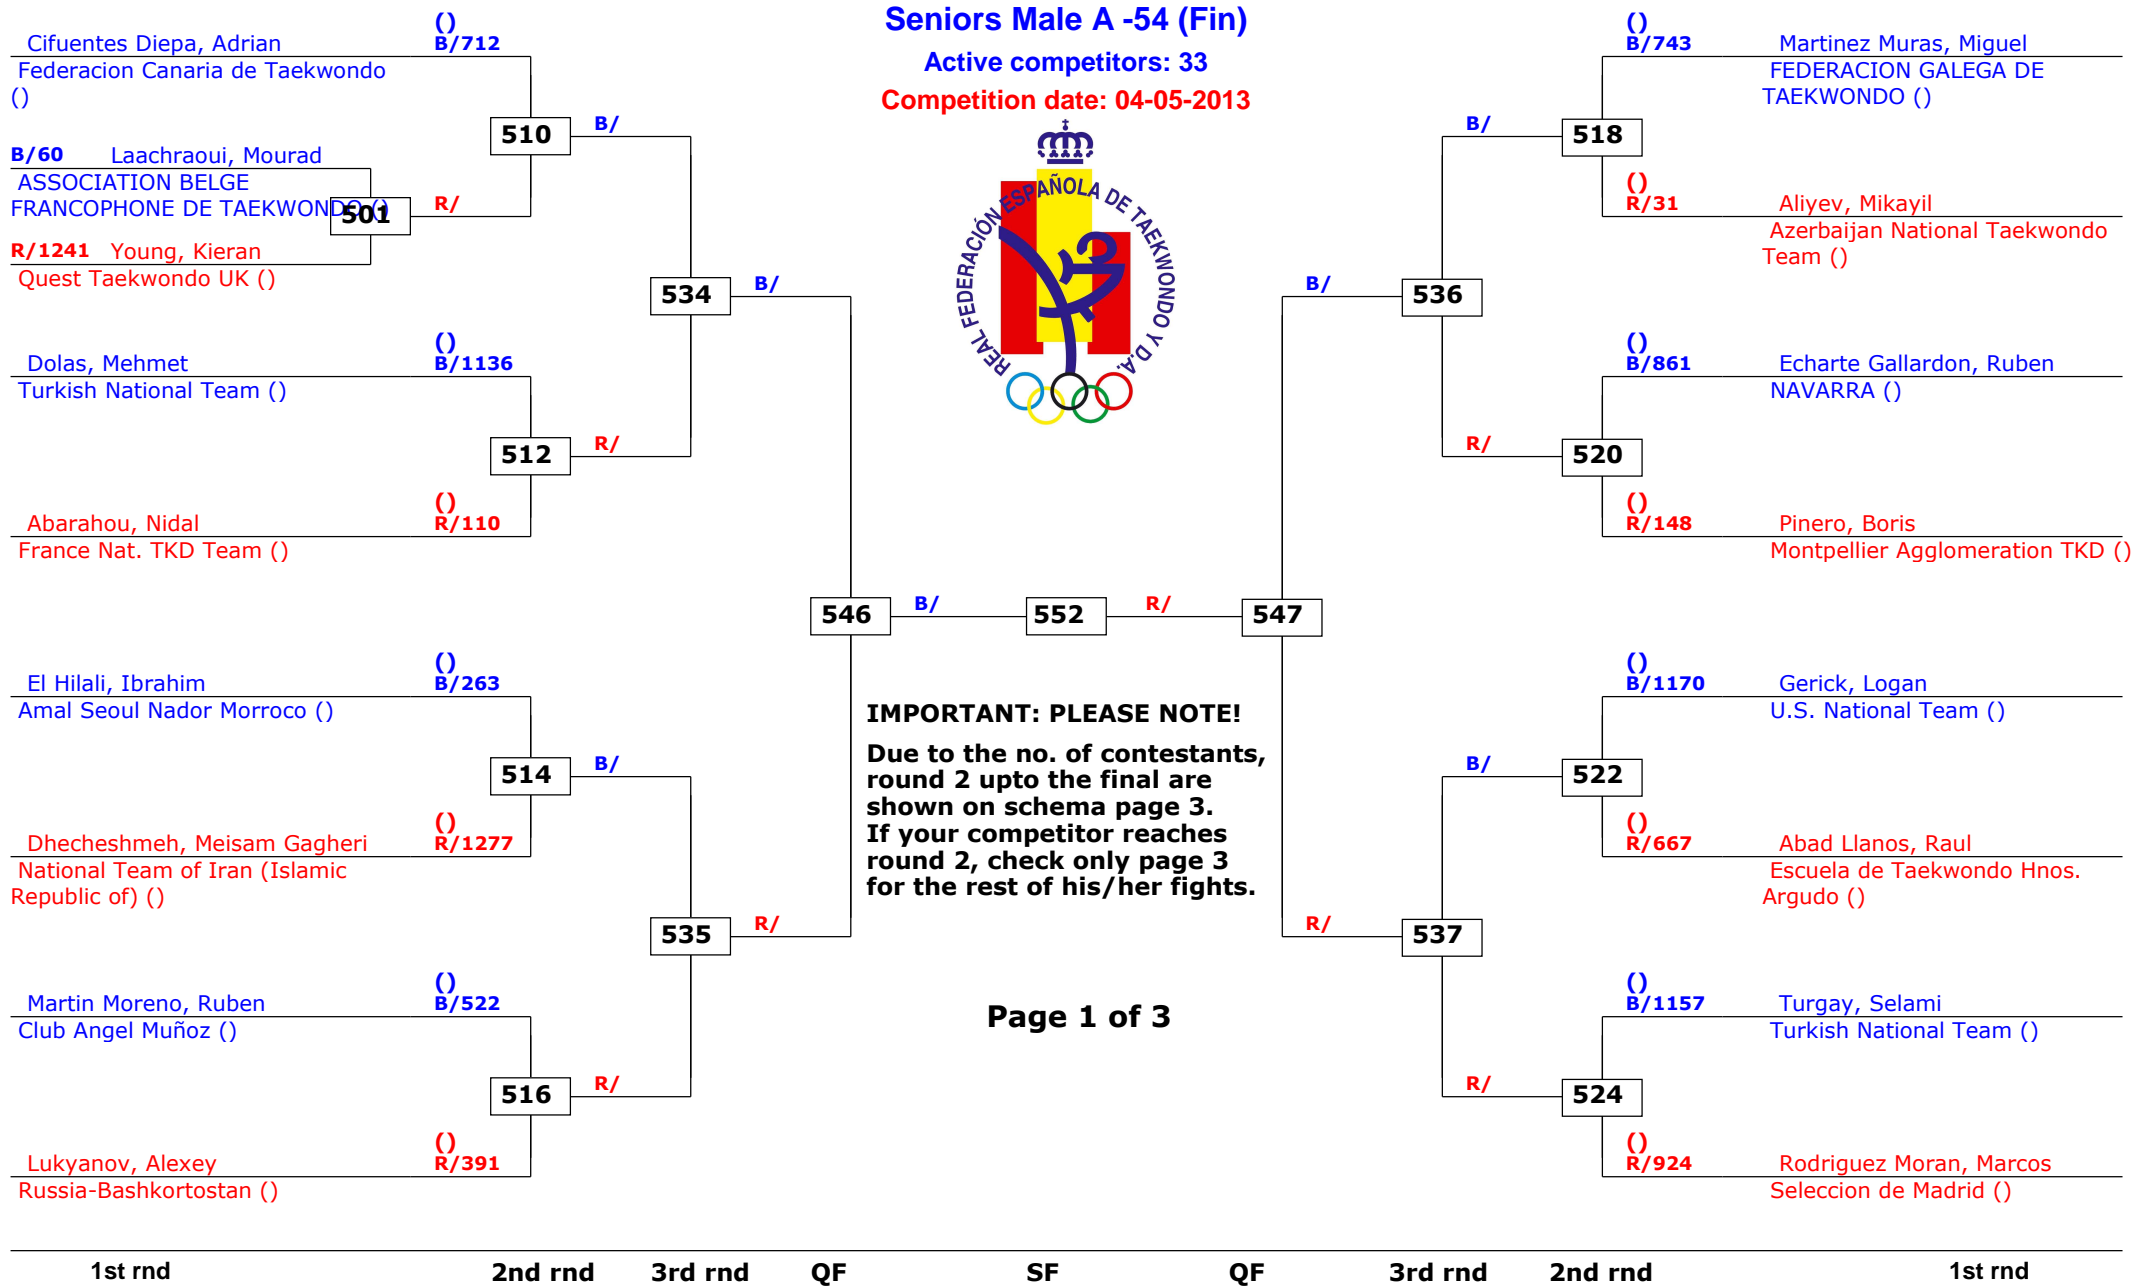 Seniors Male A -54 (Fin)
Active competitors: 33
Competition date: 04-05-2013
REAL FEDERACIÓN ESPAÑOLA DE TAEKWONDO Y D.A.
()
Cifuentes Diepa, Adrian B/712
Federacion Canaria de Taekwondo
()
510 B/
B/60 Laachraoui, Mourad
ASSOCIATION BELGE
FRANCOPHONE DE TAEKWONDO ()
501 R/
R/1241 Young, Kieran
Quest Taekwondo UK ()
534 B/
()
Dolas, Mehmet B/1136
Turkish National Team ()
512 R/
()
Abarahou, Nidal R/110
France Nat. TKD Team ()
546 B/ 552 R/ 547
()
El Hilali, Ibrahim B/263
Amal Seoul Nador Morroco ()
514 B/
()
Dhecheshmeh, Meisam Gagheri R/1277
National Team of Iran (Islamic
Republic of) ()
535 R/
()
Martin Moreno, Ruben B/522
Club Angel Muñoz ()
516 R/
()
Lukyanov, Alexey R/391
Russia-Bashkortostan ()
IMPORTANT: PLEASE NOTE!
Due to the no. of contestants,
round 2 upto the final are
shown on schema page 3.
If your competitor reaches
round 2, check only page 3
for the rest of his/her fights.
Page 1 of 3
()
B/743 Martinez Muras, Miguel
FEDERACION GALEGA DE
TAEKWONDO ()
B/ 518
()
R/31 Aliyev, Mikayil
Azerbaijan National Taekwondo
Team ()
B/ 536
()
B/861 Echarte Gallardon, Ruben
NAVARRA ()
R/ 520
()
R/148 Pinero, Boris
Montpellier Agglomeration TKD ()
()
B/1170 Gerick, Logan
U.S. National Team ()
B/ 522
()
R/667 Abad Llanos, Raul
Escuela de Taekwondo Hnos.
Argudo ()
R/ 537
()
B/1157 Turgay, Selami
Turkish National Team ()
R/ 524
()
R/924 Rodriguez Moran, Marcos
Seleccion de Madrid ()
1st rnd 2nd rnd 3rd rnd QF SF QF 3rd rnd 2nd rnd 1st rnd